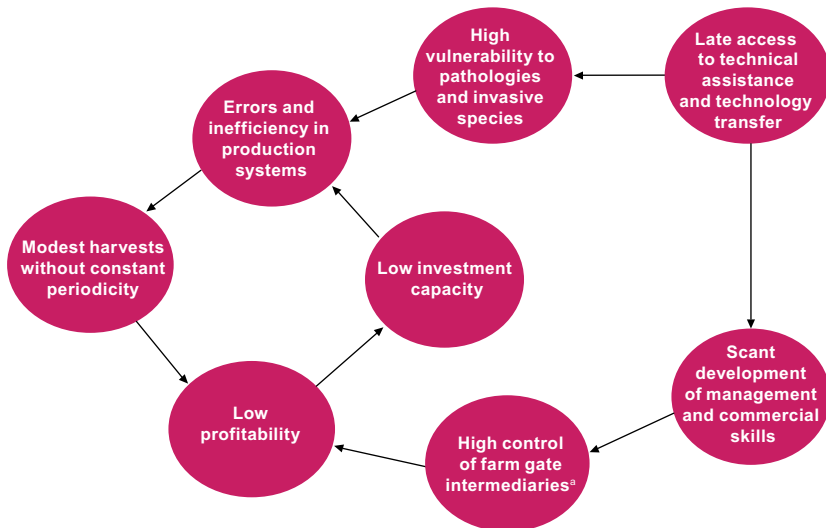 High
vulnerability to
pathologies
and invasive
species
Late access
to technical
assistance
and technology
transfer
Errors and
inefficiency in
production
systems
Modest harvests
without constant
periodicity
Low investment
capacity
Scant
development
of management
and commercial
skills
Low
profitability
High control
of farm gate
intermediariesª